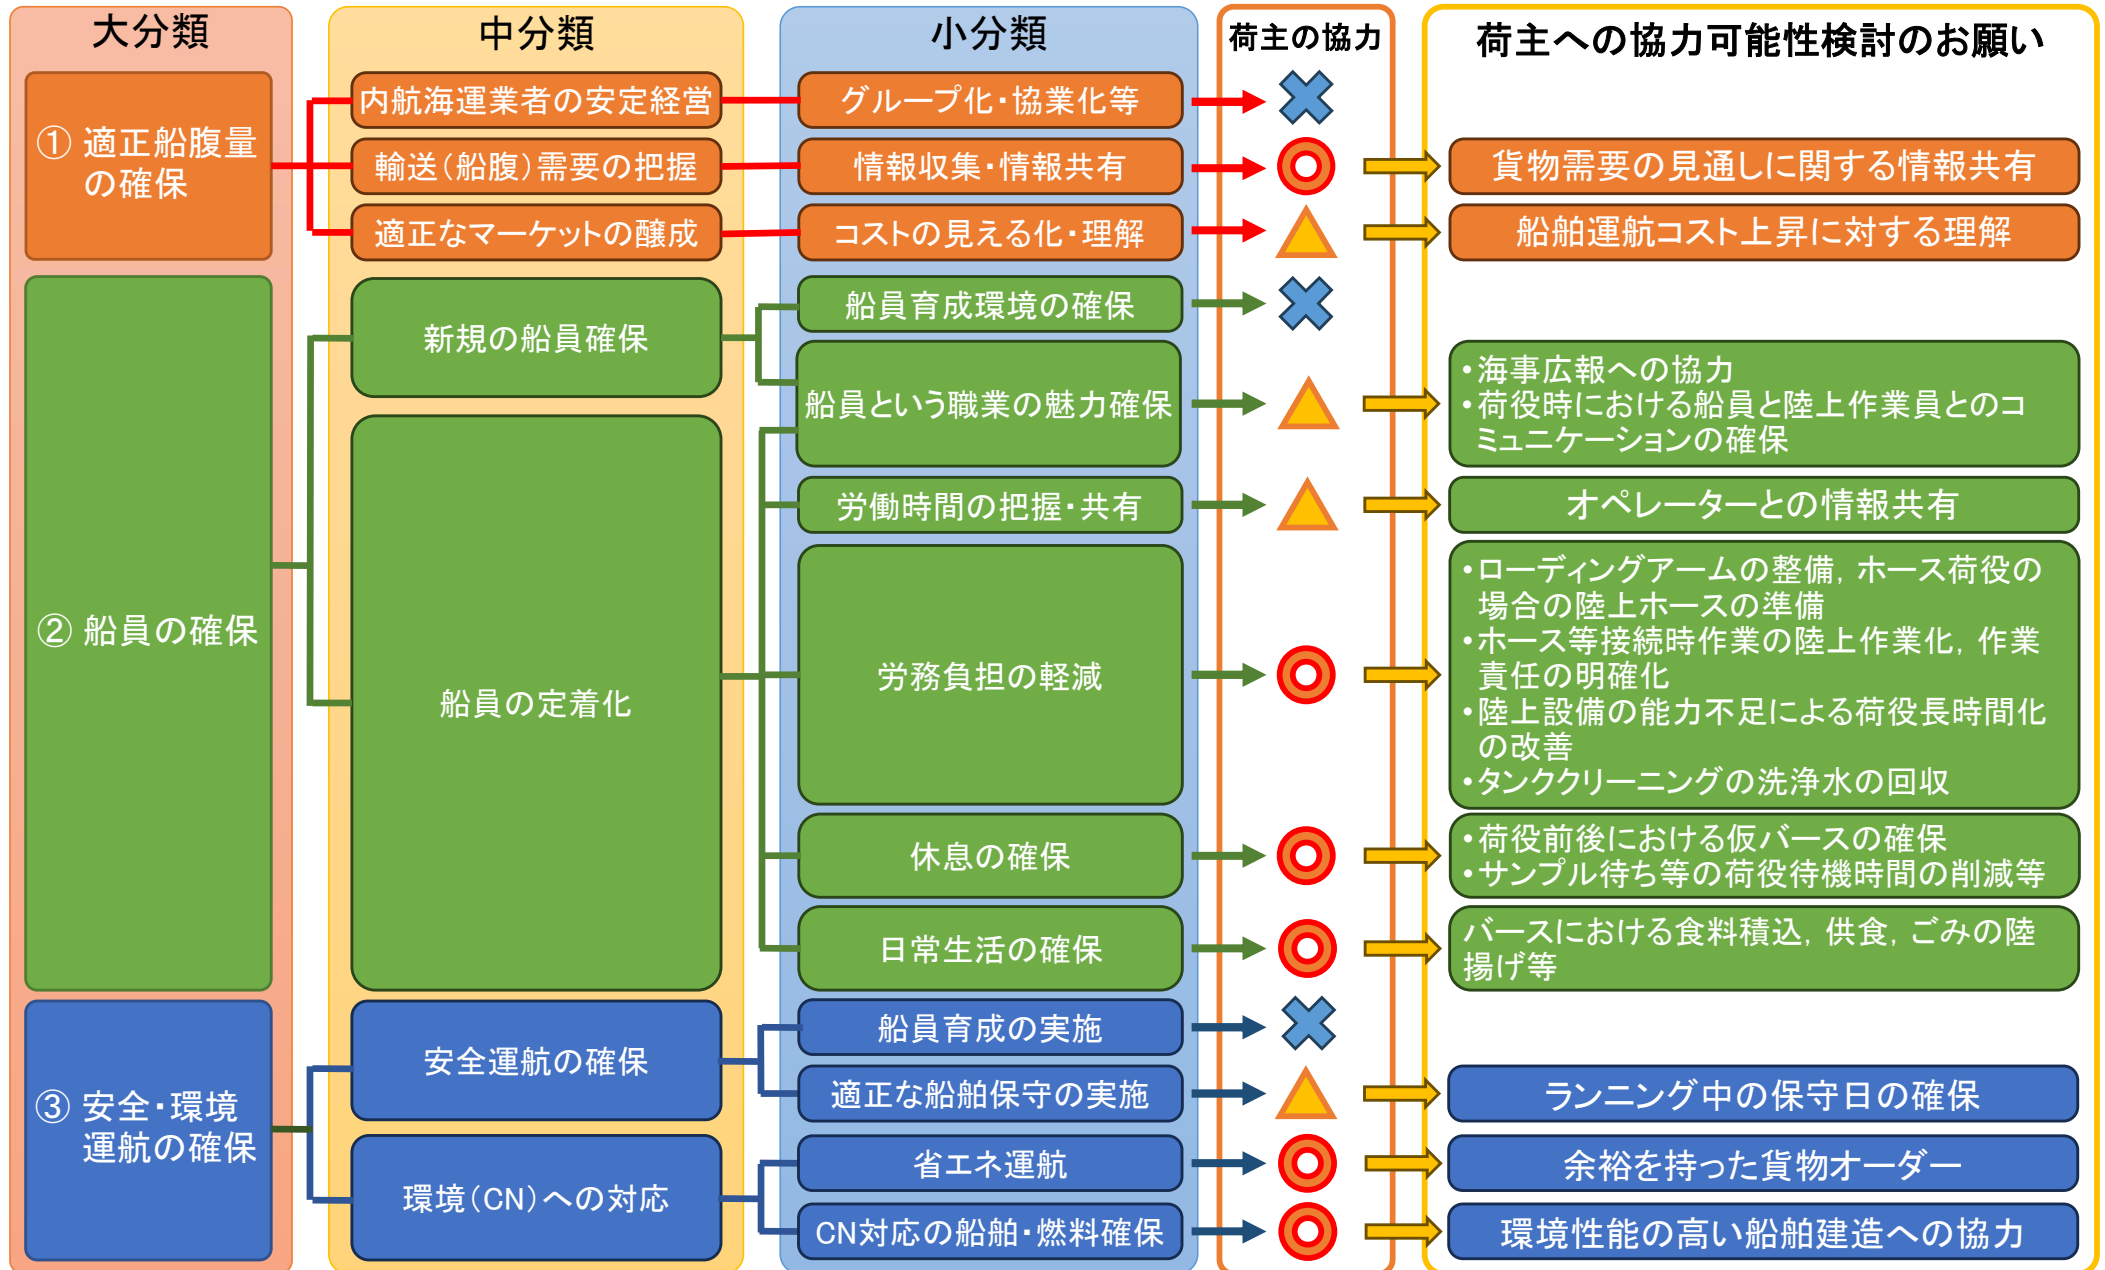 大分類
中分類
小分類
荷主の協力
荷主への協力可能性検討のお願い
① 適正船腹量
の確保
内航海運業者の安定経営
グループ化・協業化等
輸送（船腹）需要の把握
情報収集・情報共有
貨物需要の見通しに関する情報共有
適正なマーケットの醸成
コストの見える化・理解
船舶運航コスト上昇に対する理解
② 船員の確保
新規の船員確保
船員育成環境の確保
船員という職業の魅力確保
・海事広報への協力
・荷役時における船員と陸上作業員とのコ
ミュニケーションの確保
船員の定着化
労働時間の把握・共有
オペレーターとの情報共有
労務負担の軽減
・ローディングアームの整備，ホース荷役の
場合の陸上ホースの準備
・ホース等接続時作業の陸上作業化，作業
責任の明確化
・陸上設備の能力不足による荷役長時間化
の改善
・タンククリーニングの洗浄水の回収
休息の確保
・荷役前後における仮バースの確保
・サンプル待ち等の荷役待機時間の削減等
日常生活の確保
バースにおける食料積込，供食，ごみの陸
揚げ等
③ 安全・環境
運航の確保
安全運航の確保
船員育成の実施
適正な船舶保守の実施
ランニング中の保守日の確保
環境（CN）への対応
省エネ運航
余裕を持った貨物オーダー
CN対応の船舶・燃料確保
環境性能の高い船舶建造への協力